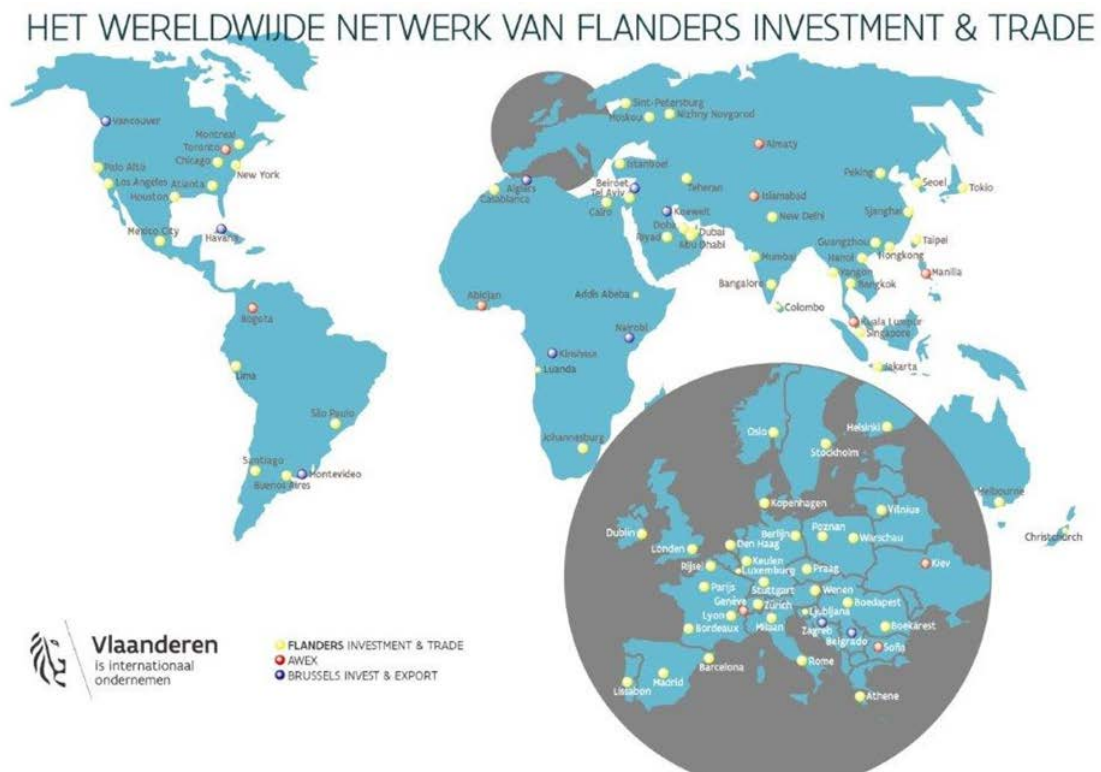 HET WERELDWIJDE NETWERK VAN FLANDERS INVESTMENT & TRADE
Vancouver
Montreal
Toronto
Chicago
New York
Palo Alto
Los Angeles
Atlanta
Houston
Mexico City
Havana
Bogota
Lima
São Paulo
Santiago
Buenos Aires
Montevideo
Sint-Petersburg
Moskou
Nizhny Novgorod
Almaty
Istanboel
Algiers
Casablanca
Beiroet
Tel Aviv
Cairo
Teheran
Islamabad
Koeweit
Doha
Dubai
Riyad
Abu Dhabi
New Delhi
Peking
Seoel
Tokio
Sjanghai
Guangzhou
Taipei
Hongkong
Hanoi
Mumbai
Yangon
Manilla
Bangalore
Bangkok
Colombo
Kuala Lumpur
Singapore
Jakarta
Abidjan
Addis Abeba
Nairobi
Kinshasa
Luanda
Johannesburg
Melbourne
Christchurch
Oslo
Helsinki
Stockholm
Kopenhagen
Vilnius
Dublin
Berlijn
Poznan
Warschau
Londen
Den Haag
Keulen
Kiev
Rijsel
Luxemburg
Praag
Parijs
Stuttgart
Wenen
Genève
Zürich
Boedapest
Lyon
Ljubljana
Bordeaux
Milaan
Zagreb
Boekarest
Belgrado
Sofia
Barcelona
Rome
Madrid
Lissabon
Athene
Vlaanderen
is internationaal
ondernemen
FLANDERS INVESTMENT & TRADE
AWEX
BRUSSELS INVEST & EXPORT